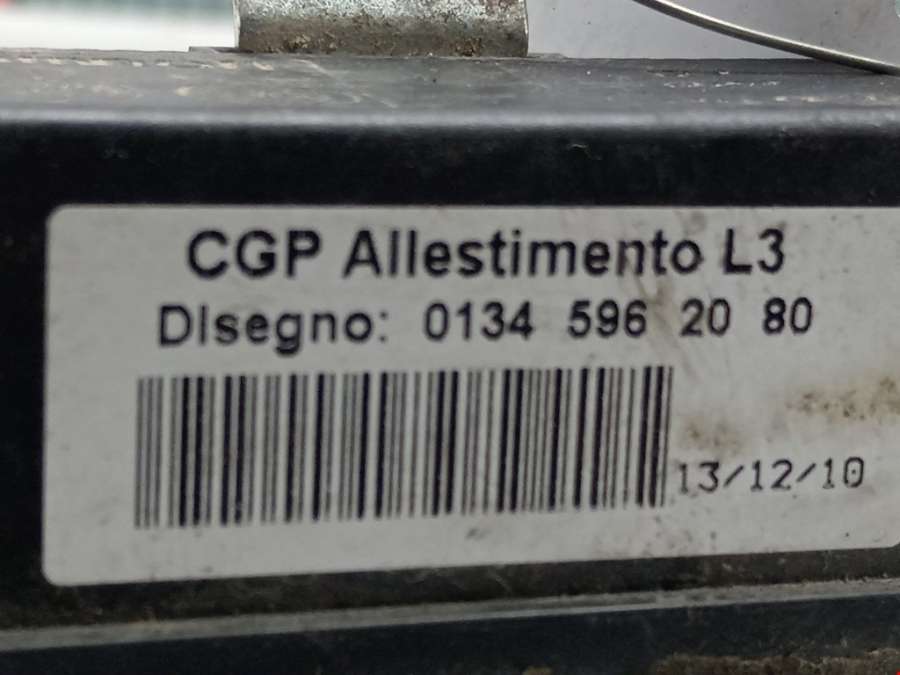 CGP Allestimento L3
DIsegno: 0134 596 20 80
13/12/10